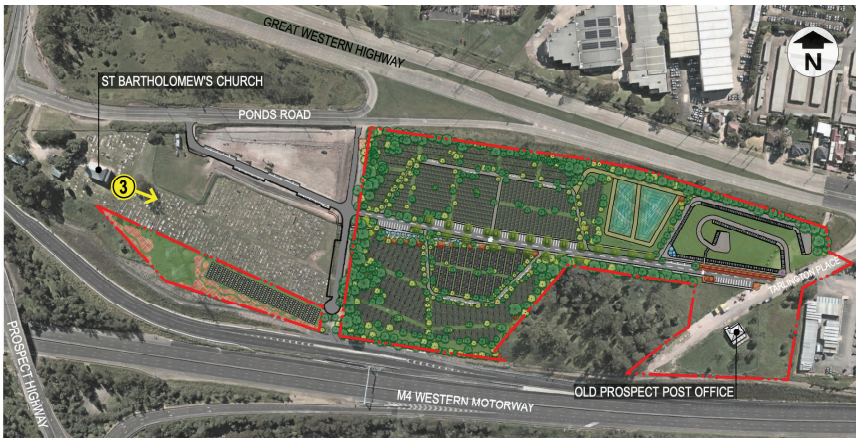 GREAT WESTERN HIGHWAY
N
ST BARTHOLOMEW'S CHURCH
PONDS ROAD
3
TARLINGTON PLACE
PROSPECT HIGHWAY
OLD PROSPECT POST OFFICE
M4 WESTERN MOTORWAY